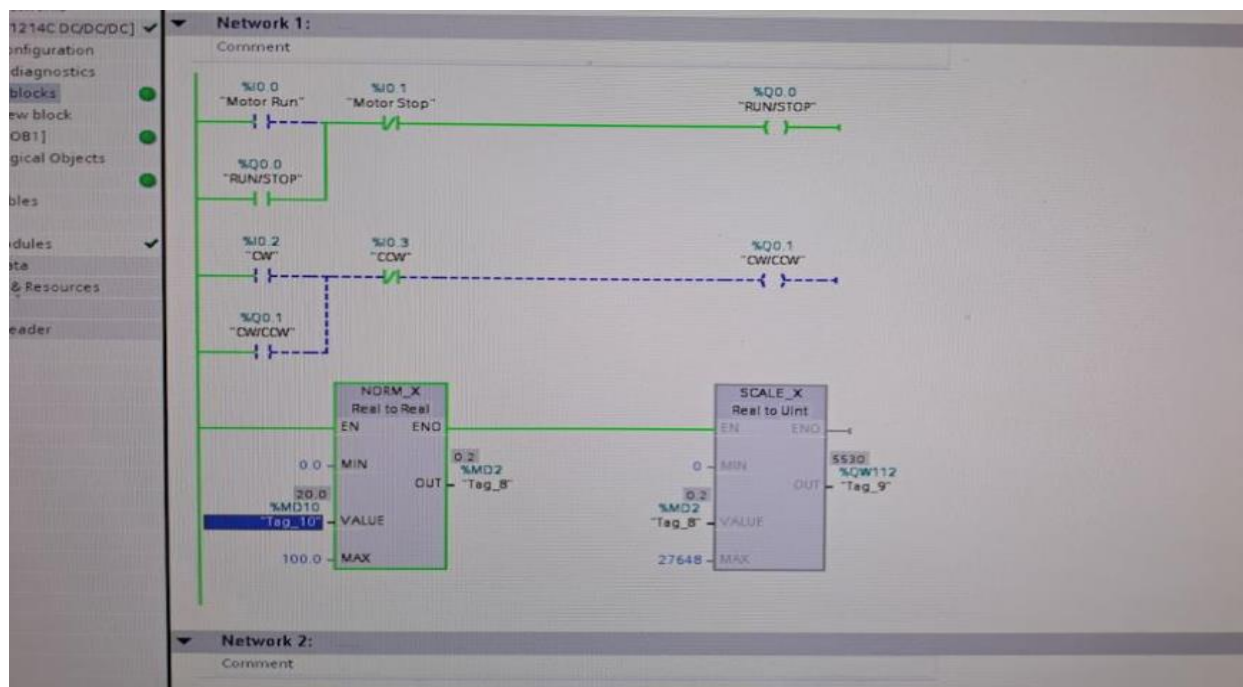 1214C DC/DC/DC]
onfiguration
diagnostics
blocks
ew block
OB1]
gical Objects
bles
dules
ata
& Resources
eader
Network 1:
Comment
%I0.0
"Motor Run"
%I0.1
"Motor Stop"
%Q0.0
"RUN/STOP"
%Q0.0
"RUN/STOP"
%I0.2
"CW"
%I0.3
"CCW"
%Q0.1
"CW/CCW"
%Q0.1
"CW/CCW"
NORM_X
Real to Real
EN ENO
0.0 MIN
0.2
%MD2
OUT "Tag_8"
20.0
%MD10
"Tag_10" VALUE
100.0 MAX
SCALE_X
Real to UInt
EN ENO
0 MIN
5530
%QW112
OUT "Tag_9"
0.2
%MD2
"Tag_8" VALUE
27648 MAX
Network 2:
Comment